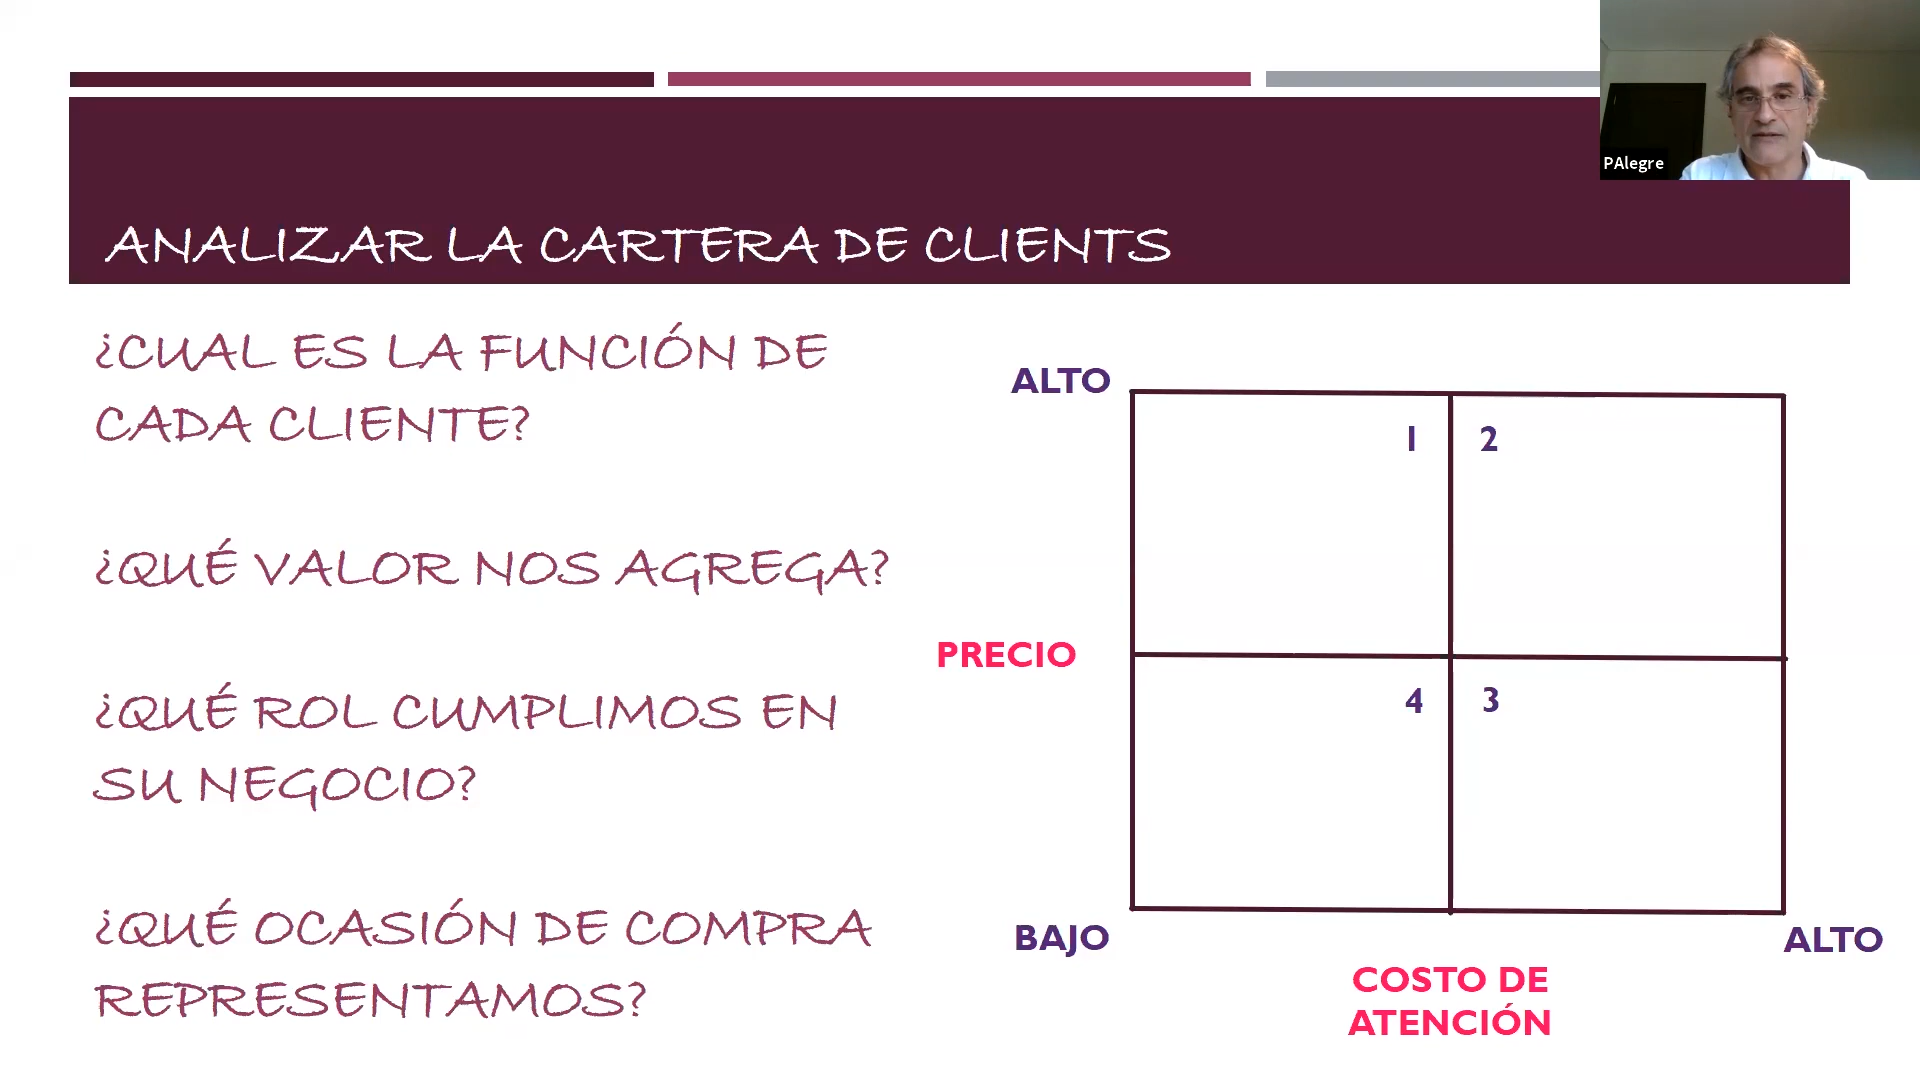 PAlegre
ANALIZAR LA CARTERA DE CLIENTS
¿CUAL ES LA FUNCIÓN DE
CADA CLIENTE?
¿QUÉ VALOR NOS AGREGA?
¿QUÉ ROL CUMPLIMOS EN
SU NEGOCIO?
¿QUÉ OCASIÓN DE COMPRA
REPRESENTAMOS?
ALTO
1 2
PRECIO
4 3
BAJO
ALTO
COSTO DE
ATENCIÓN